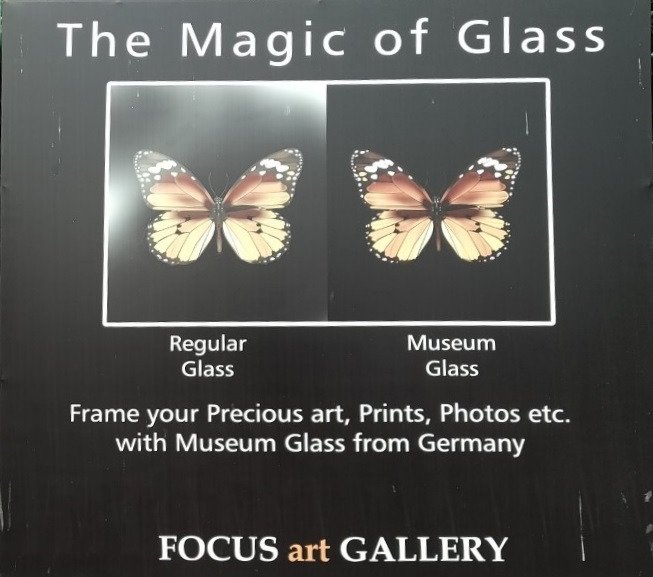 The Magic of Glass
Regular
Glass
Museum
Glass
Frame your Precious art, Prints, Photos etc.
with Museum Glass from Germany
FOCUS art GALLERY